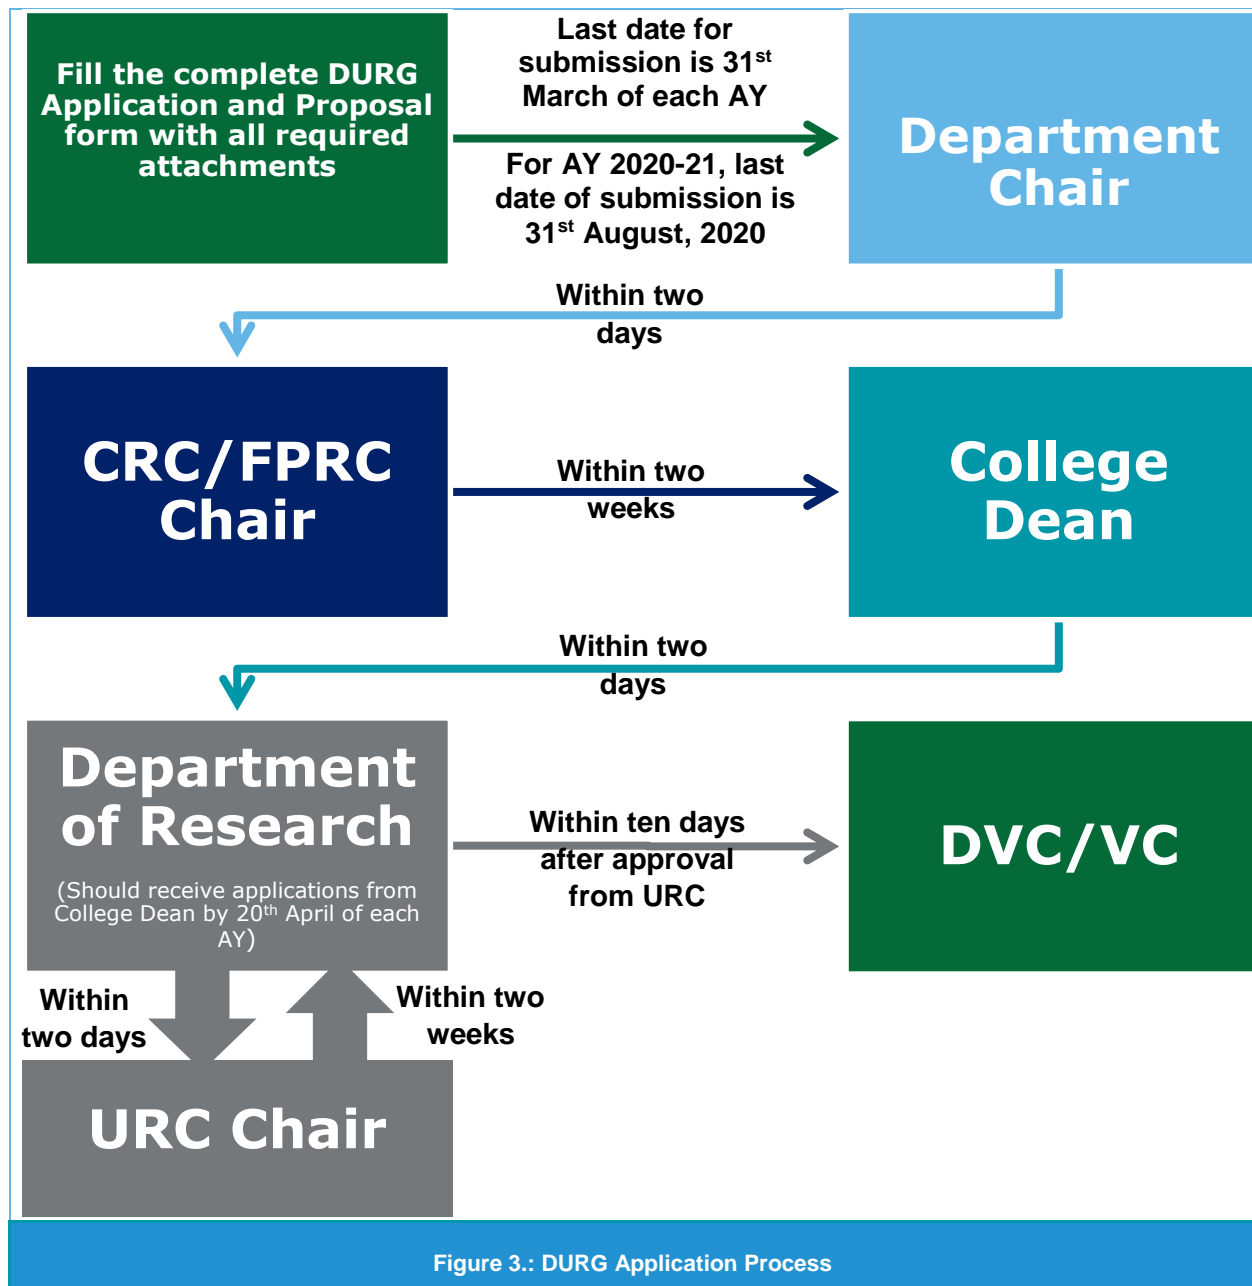 Fill the complete DURG
Application and Proposal
form with all required
attachments
Last date for
submission is 31st
March of each AY
For AY 2020-21, last
date of submission is
31st August, 2020
Department
Chair
Within two
days
CRC/FPRC
Chair
Within two
weeks
College
Dean
Within two
days
Department
of Research
(Should receive applications from
College Dean by 20th April of each
AY)
Within ten days
after approval
from URC
DVC/VC
Within
two days
Within two
weeks
URC Chair
Figure 3.: DURG Application Process